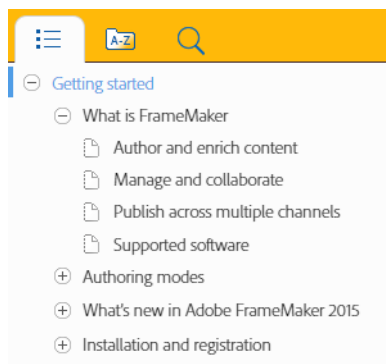 A-Z
Getting started
What is FrameMaker
Author and enrich content
Manage and collaborate
Publish across multiple channels
Supported software
Authoring modes
What's new in Adobe FrameMaker 2015
Installation and registration